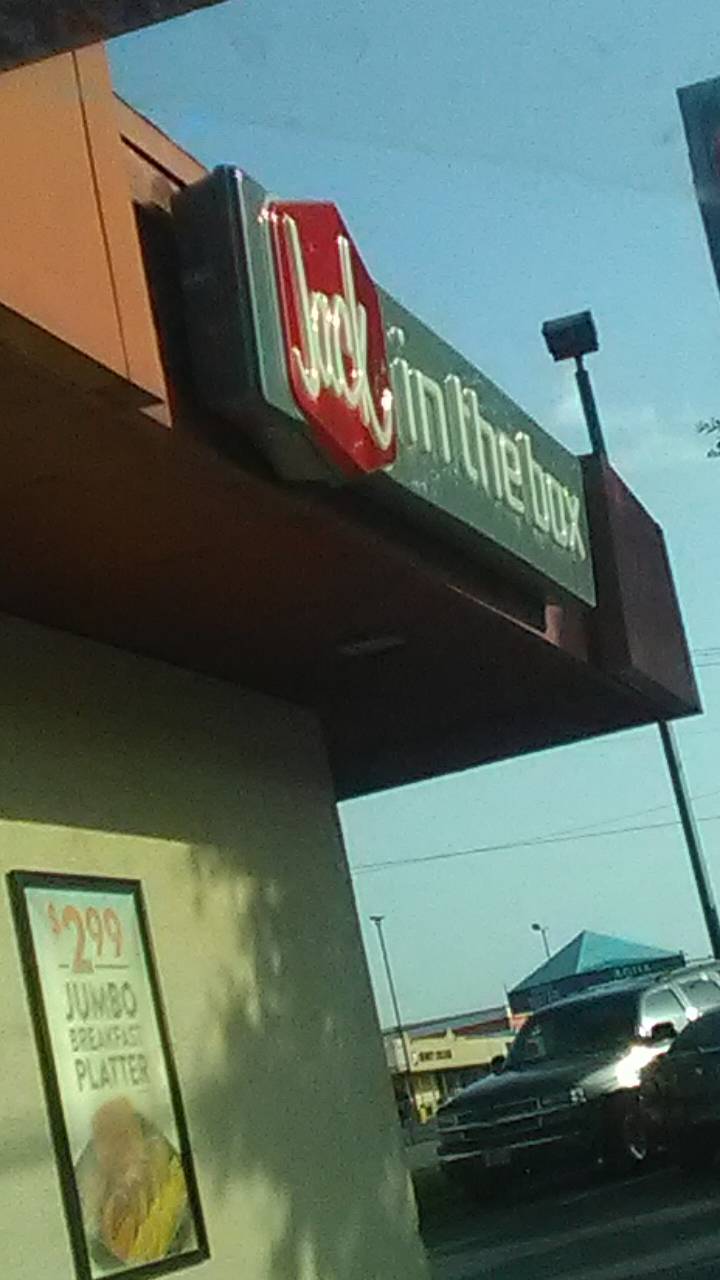 Jack in the box
$2.99
JUMBO
BREAKFAST
PLATTER